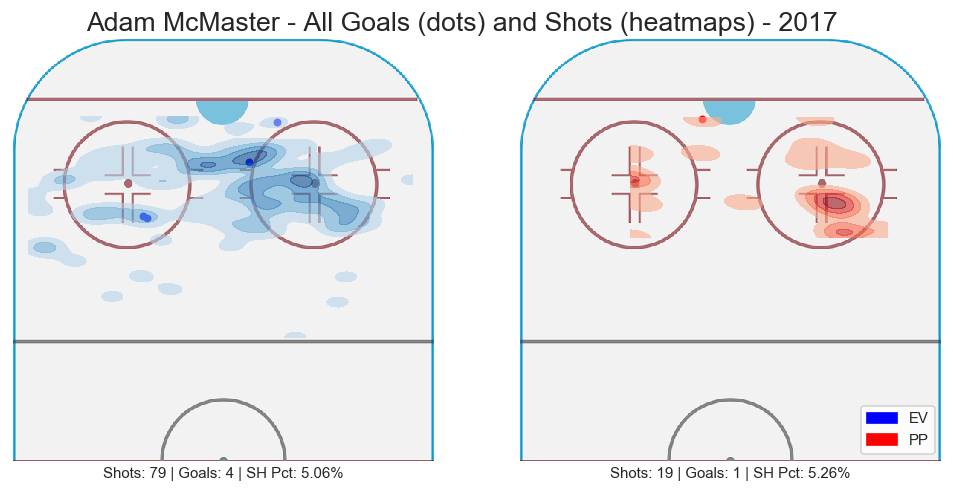 Adam McMaster - All Goals (dots) and Shots (heatmaps) - 2017
EV
PP
Shots: 79 | Goals: 4 | SH Pct: 5.06%
Shots: 19 | Goals: 1 | SH Pct: 5.26%